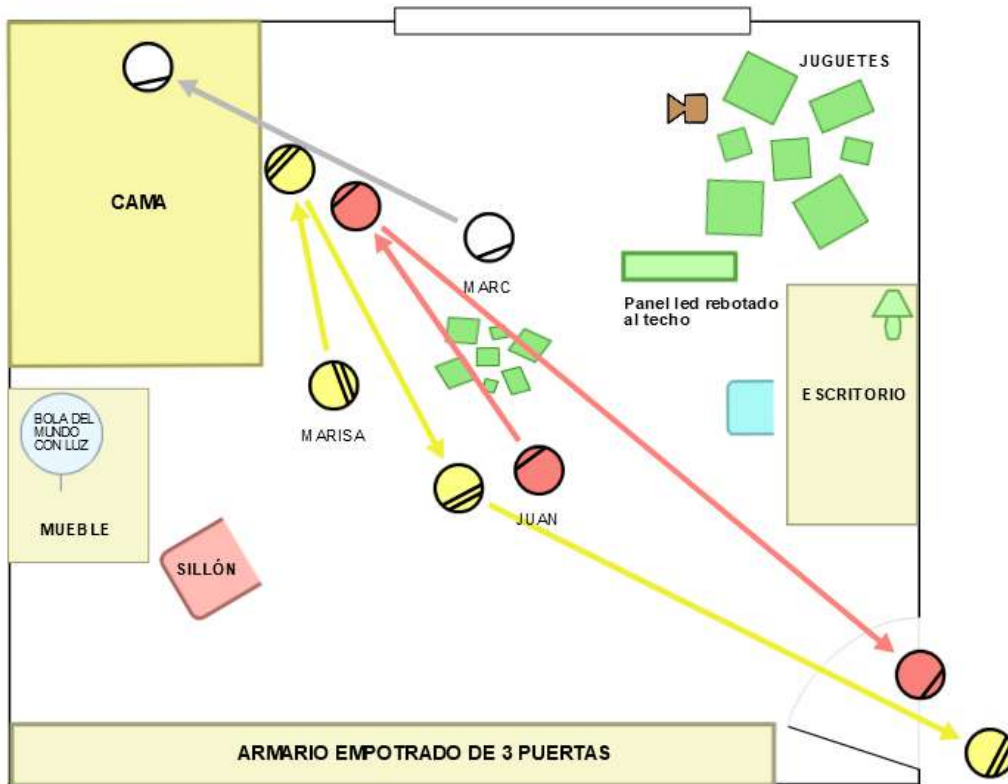 JUGUETES
CAMA
MARC
Panel led rebotado
al techo
ESCRITORIO
MARISA
BOLA DEL
MUNDO
CON LUZ
MUEBLE
JUAN
SILLÓN
ARMARIO EMPOTRADO DE 3 PUERTAS